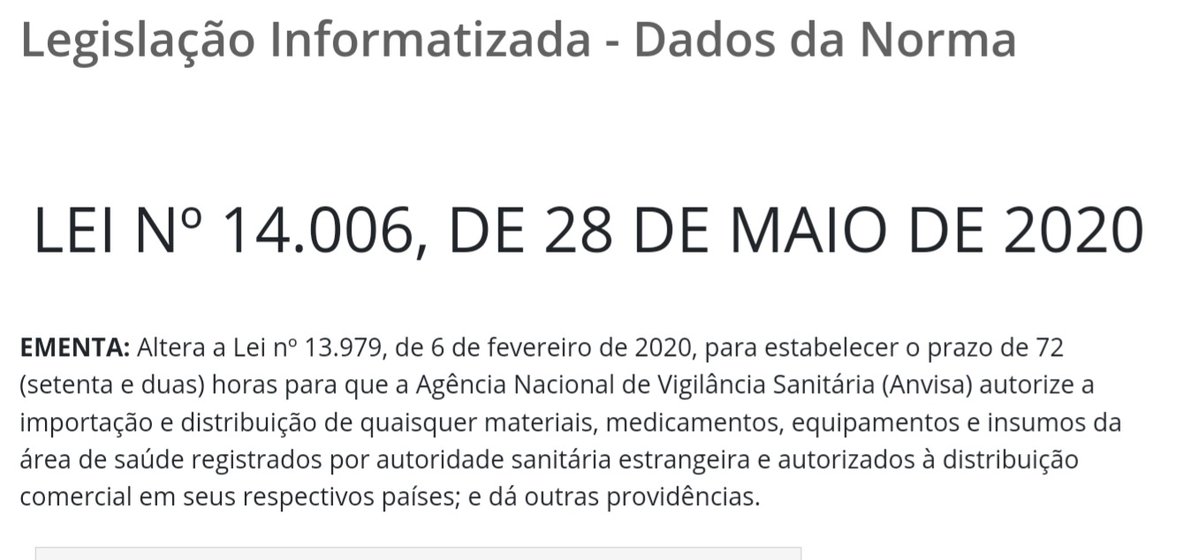 Legislação Informatizada - Dados da Norma
LEI Nº 14.006, DE 28 DE MAIO DE 2020
EMENTA: Altera a Lei nº 13.979, de 6 de fevereiro de 2020, para estabelecer o prazo de 72
(setenta e duas) horas para que a Agência Nacional de Vigilância Sanitária (Anvisa) autorize a
importação e distribuição de quaisquer materiais, medicamentos, equipamentos e insumos da
área de saúde registrados por autoridade sanitária estrangeira e autorizados à distribuição
comercial em seus respectivos países; e dá outras providências.